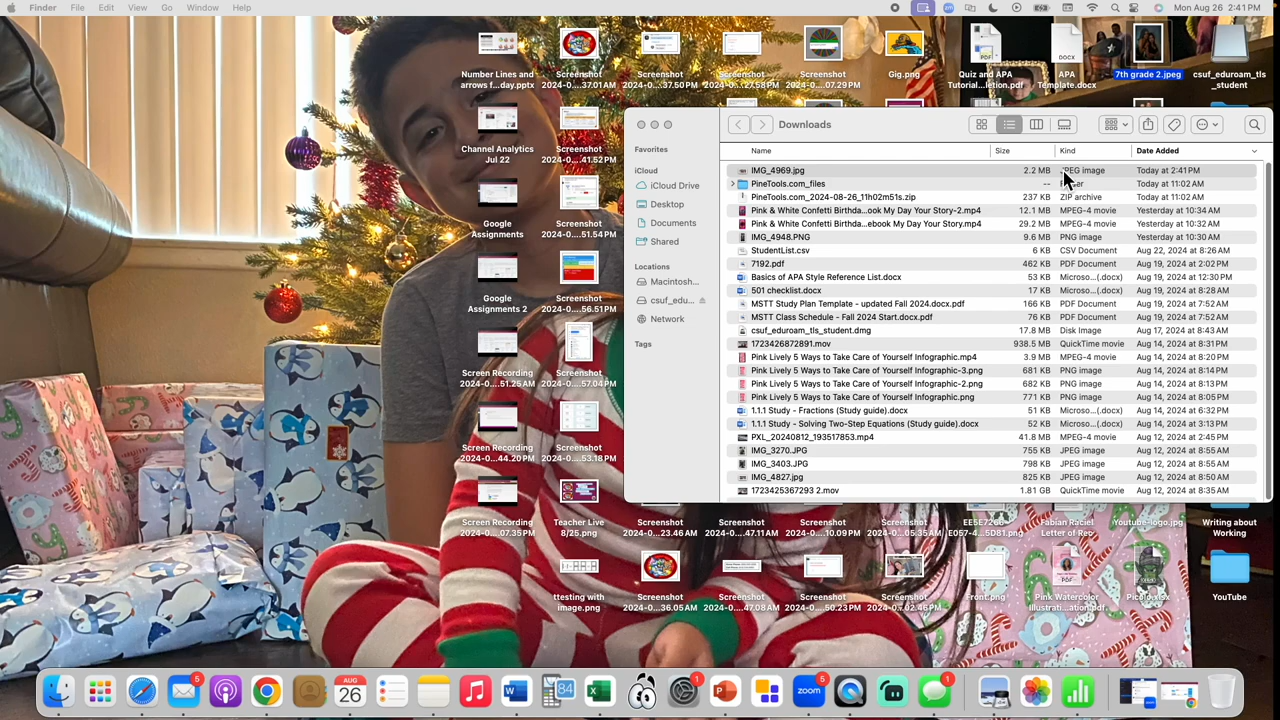 Finder File Edit View Go Window Help
Mon Aug 26 2:41 PM
Number Lines and
arrows f...day.pptx
Screenshot
2024-0....37.01 AM
Screenshot
2024-0....37.50 PM
Screenshot
2024-0....27.58 PM
Screenshot
2024-0....07.29 PM
Gig.png
Quiz and APA
Tutorial...letion.pdf
APA
Template.docx
7th grade 2.jpeg
csuf_eduroam_tls
_student
Channel Analytics
Jul 22
Screenshot
2024-0....41.52 PM
Google
Assignments
Screenshot
2024-0....51.54 PM
Google
Assignments 2
Screenshot
2024-0....56.51 PM
Screen Recording
2024-0....51.25 AM
Screenshot
2024-0....57.04 PM
Screen Recording
2024-0....44.20 PM
Screenshot
2024-0....53.18 PM
Screen Recording
2024-0....07.35 PM
Teacher Live
8/25.png
Downloads
Favorites
iCloud
iCloud Drive
Desktop
Documents
Shared
Locations
Macintosh...
csuf_edu...
Network
Tags
Name Size Kind Date Added
IMG_4969.jpg 2.2 MB JPEG image Today at 2:41 PM
PineTools.com_files -- Today at 11:02 AM
PineTools.com_2024-08-26_11h02m51s.zip 237 KB ZIP archive Today at 11:02 AM
Pink & White Confetti Birthda...ook My Day Your Story-2.mp4 12.1 MB MPEG-4 movie Yesterday at 10:34 AM
Pink & White Confetti Birthda...ebook My Day Your Story.mp4 29.2 MB MPEG-4 movie Yesterday at 10:34 AM
IMG_4948.PNG 9.6 MB PNG image Yesterday at 10:30 AM
StudentList.csv 6 KB CSV Document Aug 22, 2024 at 8:26 AM
7192.pdf 462 KB PDF Document Aug 19, 2024 at 2:02 PM
Basics of APA Style Reference List.docx 53 KB Microso...(.docx) Aug 19, 2024 at 12:30 PM
501 checklist.docx 17 KB Microso...(.docx) Aug 19, 2024 at 8:28 AM
MSTT Study Plan Template - updated Fall 2024.docx.pdf 166 KB PDF Document Aug 19, 2024 at 7:52 AM
MSTT Class Schedule - Fall 2024 Start.docx.pdf 76 KB PDF Document Aug 19, 2024 at 7:52 AM
csuf_eduroam_tls_student.dmg 17.8 MB Disk Image Aug 17, 2024 at 8:43 AM
1723426872891.mov 938.5 MB QuickTime movie Aug 14, 2024 at 8:31 PM
Pink Lively 5 Ways to Take Care of Yourself Infographic.mp4 3.9 MB MPEG-4 movie Aug 14, 2024 at 8:20 PM
Pink Lively 5 Ways to Take Care of Yourself Infographic-3.png 681 KB PNG image Aug 14, 2024 at 8:14 PM
Pink Lively 5 Ways to Take Care of Yourself Infographic-2.png 682 KB PNG image Aug 14, 2024 at 8:13 PM
Pink Lively 5 Ways to Take Care of Yourself Infographic.png 771 KB PNG image Aug 14, 2024 at 8:05 PM
1.1.1 Study - Fractions (Study guide).docx 51 KB Microso...(.docx) Aug 14, 2024 at 6:32 PM
1.1.1 Study - Solving Two-Step Equations (Study guide).docx 52 KB Microso...(.docx) Aug 14, 2024 at 3:13 PM
PXL_20240812_193517853.mp4 41.8 MB MPEG-4 movie Aug 12, 2024 at 2:45 PM
IMG_3270.JPG 755 KB JPEG image Aug 12, 2024 at 8:55 AM
IMG_3403.JPG 798 KB JPEG image Aug 12, 2024 at 8:55 AM
IMG_4827.jpg 825 KB JPEG image Aug 12, 2024 at 8:55 AM
1723425367293 2.mov 1.81 GB QuickTime movie Aug 12, 2024 at 8:35 AM
Screenshot
2024-0....23.46 AM
Screenshot
2024-0....47.11 AM
Screenshot
2024-0....10.09 PM
Screenshot
2024-0....05.35 AM
EE5E7266-
E057-4...5D81.png
Fabian Raciel
Letter of Rec
Youtube-logo.jpg
Writing about
Working
ttesting with
image.png
Screenshot
2024-0....36.05 AM
Screenshot
2024-0....47.08 AM
Screenshot
2024-0....50.23 PM
Screenshot
2024-0....02.46 PM
Front.png
Pink Watercolor
Illustrati...ation.pdf
YouTube
5
AUG
26
84
1
zoom
5
1